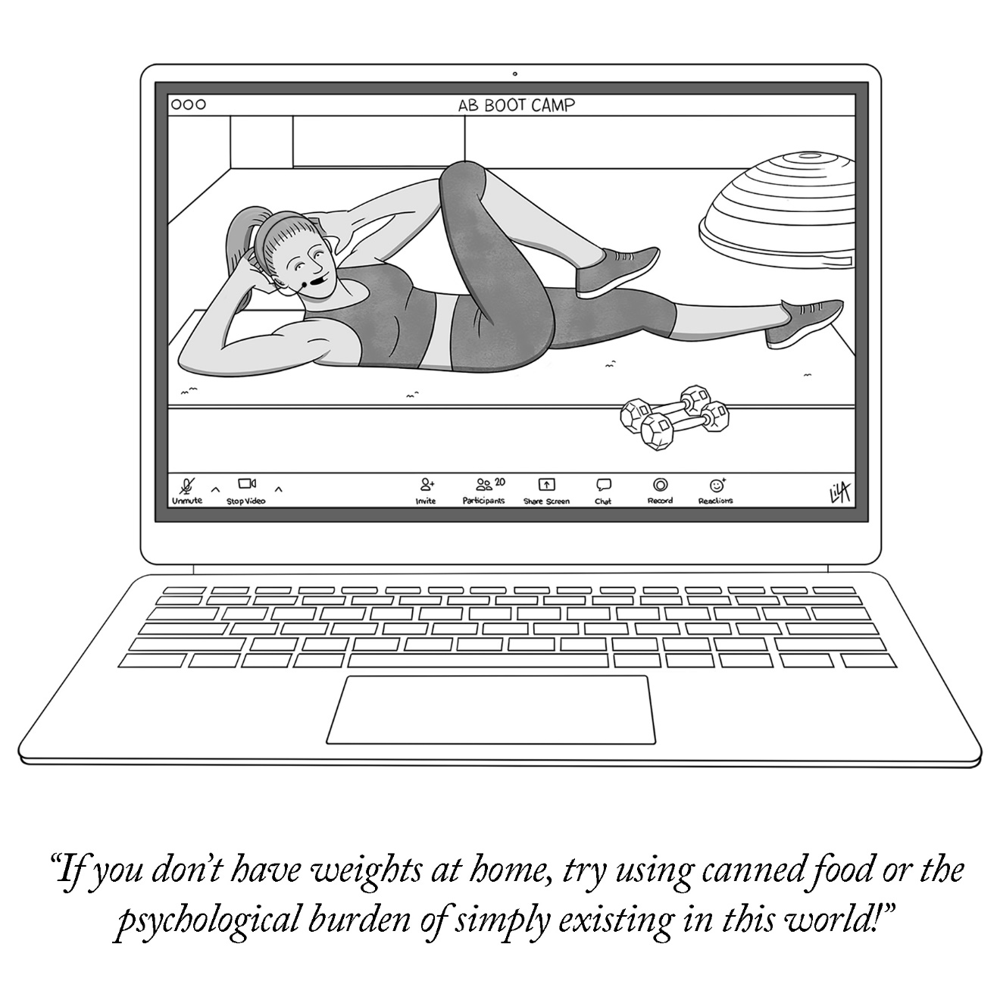 AB BOOT CAMP
20
Unmute
Stop Video
Invite
Participants
Share Screen
Chat
Record
Reactions
LiLA
“If you don’t have weights at home, try using canned food or the
psychological burden of simply existing in this world!”